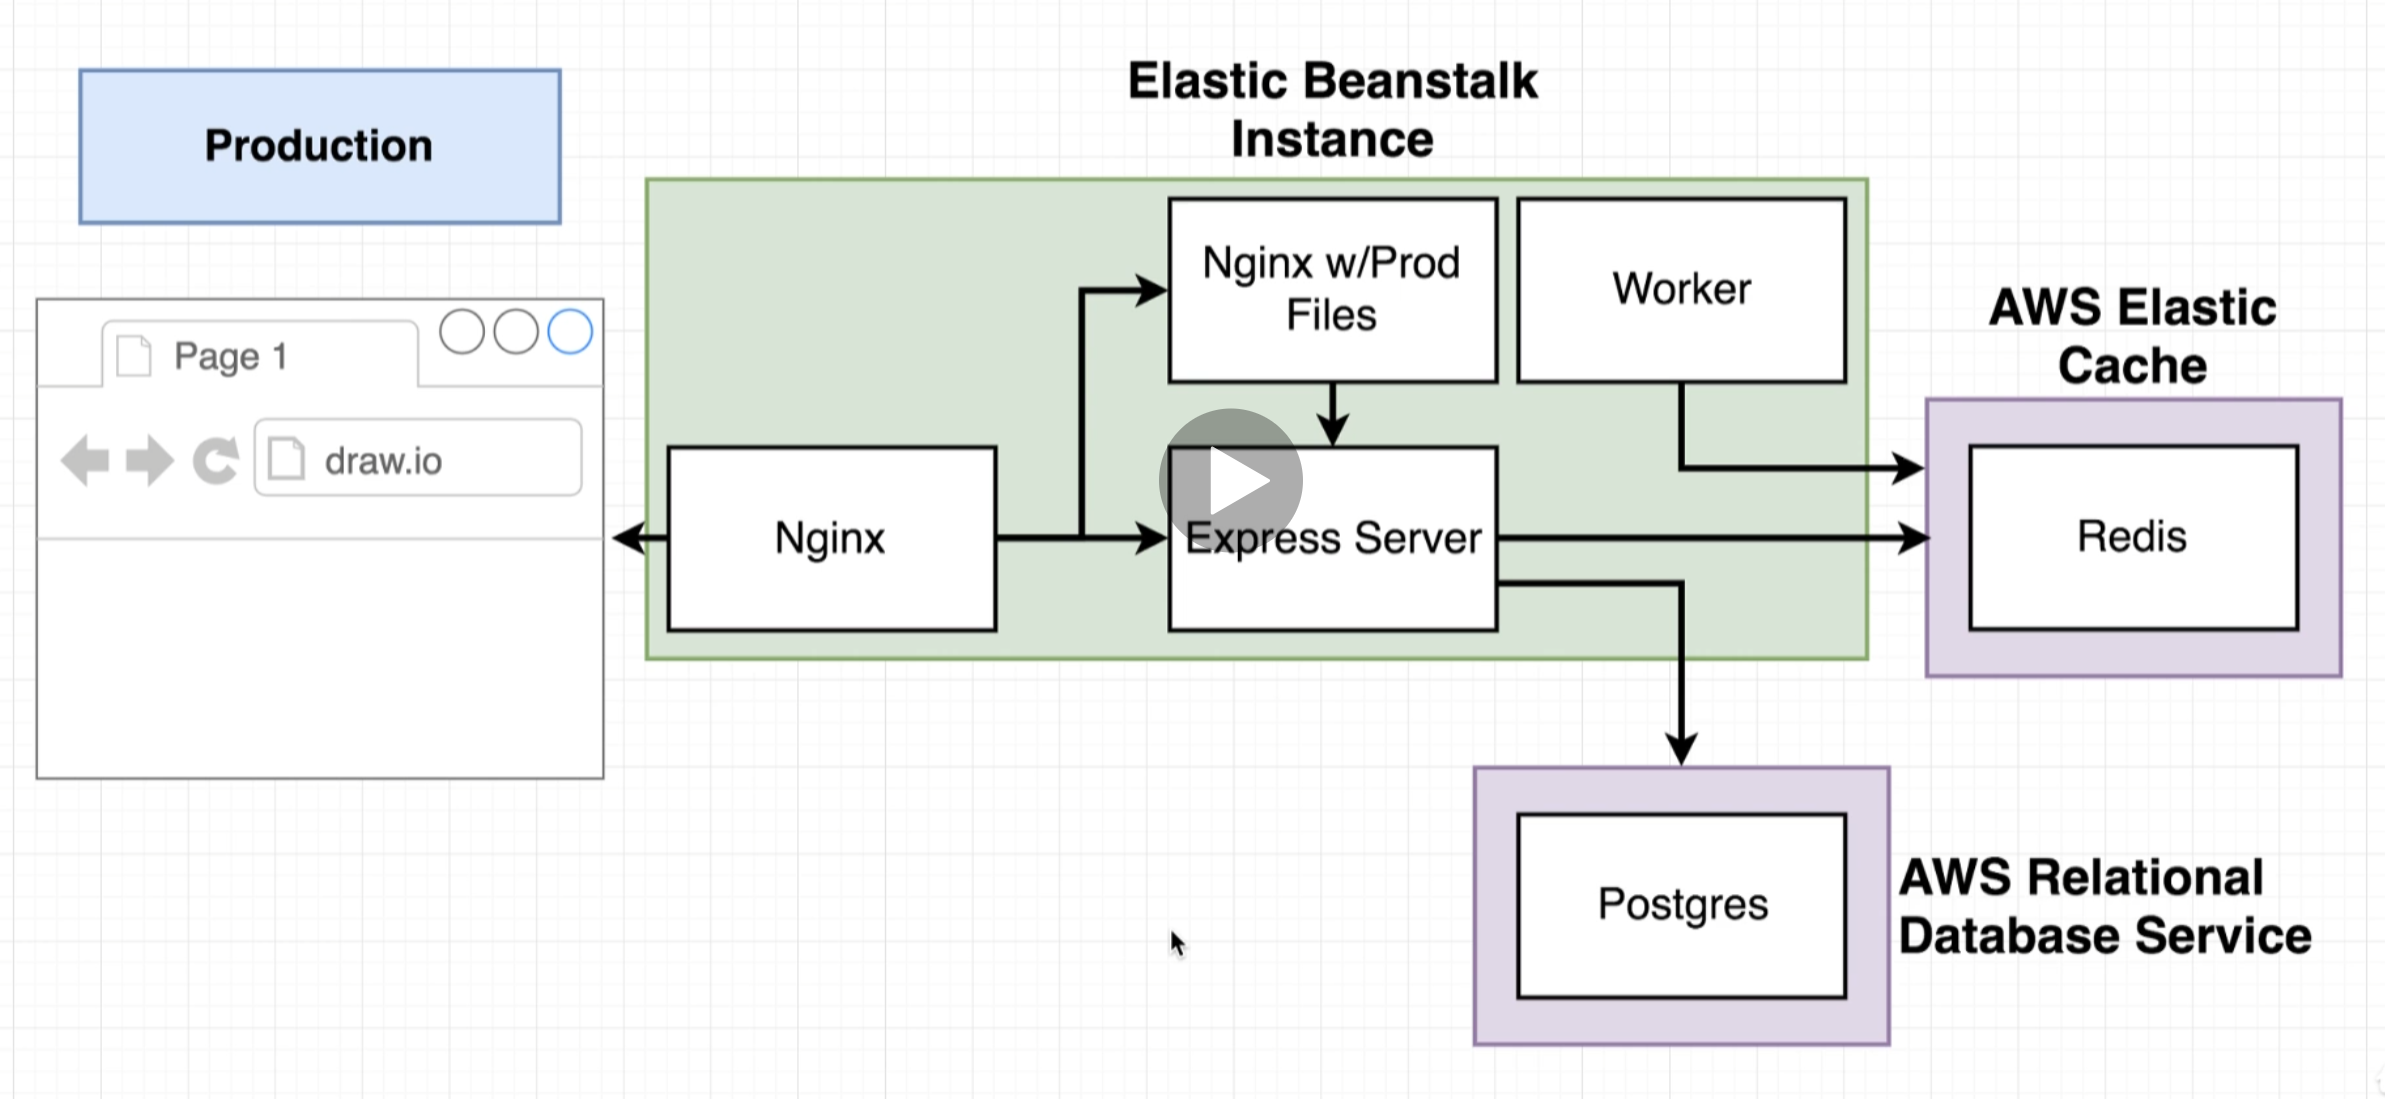 Production
Elastic Beanstalk
Instance
Nginx w/Prod
Files
Worker
AWS Elastic
Cache
Page 1
draw.io
Nginx
Express Server
Redis
Postgres
AWS Relational
Database Service